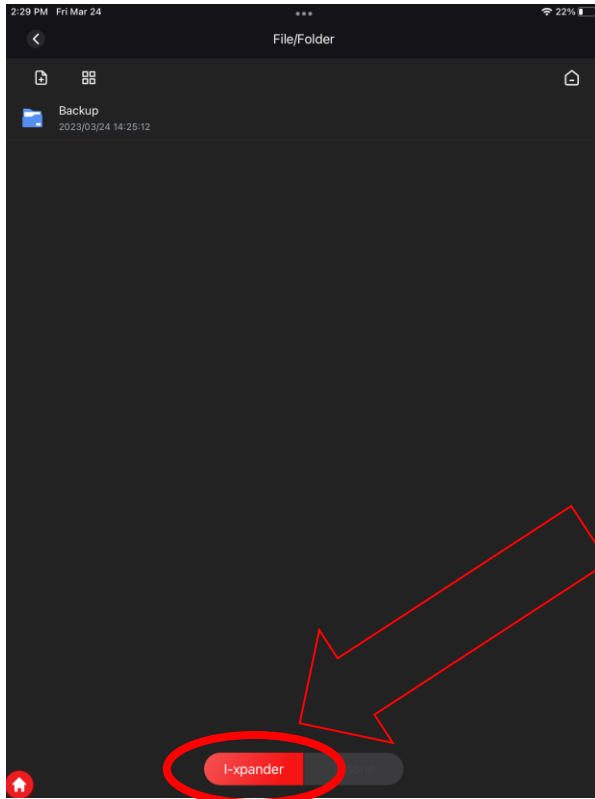 2:29 PM Fri Mar 24
22%
File/Folder
Backup
2023/03/24 14:25:12
I-xpander